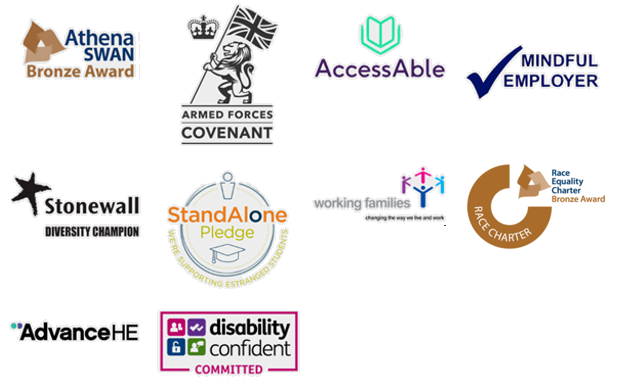 Athena
SWAN
Bronze Award
ARMED FORCES
COVENANT
AccessAble
MINDFUL
EMPLOYER
Stonewall
DIVERSITY CHAMPION
StandAlone
Pledge
WE'RE SUPPORTING ESTRANGED STUDENTS
working families
changing the way we live and work
Race
Equality
Charter
Bronze Award
RACE CHARTER
AdvanceHE
disability
confident
COMMITTED